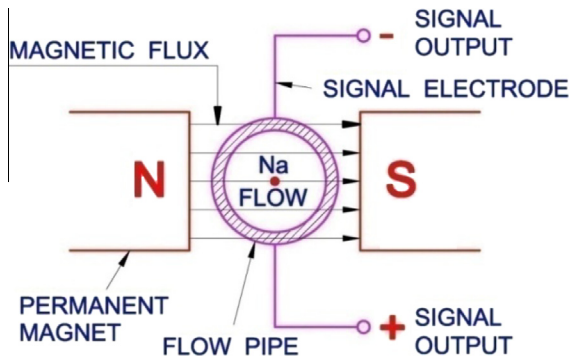 SIGNAL
OUTPUT
-
MAGNETIC FLUX
SIGNAL ELECTRODE
N
Na
FLOW
S
PERMANENT
MAGNET
FLOW PIPE
+
SIGNAL
OUTPUT